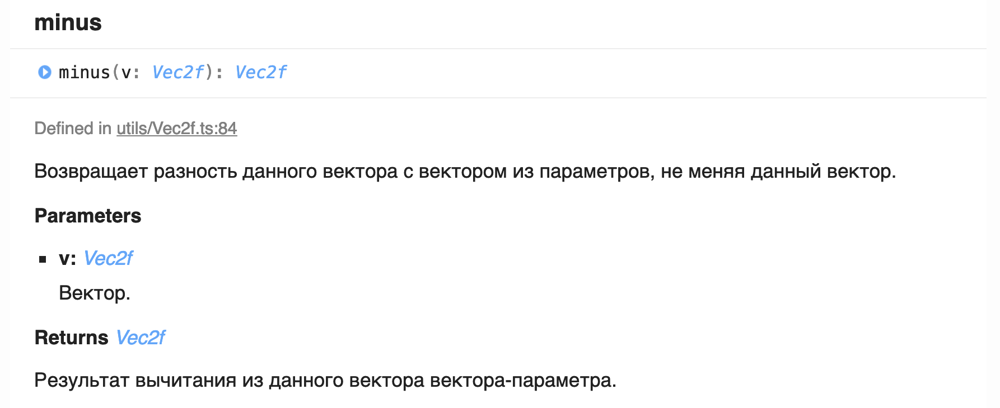 minus
minus(v: Vec2f): Vec2f
Defined in utils/Vec2f.ts:84
Возвращает разность данного вектора с вектором из параметров, не меняя данный вектор.
Parameters
v: Vec2f
Вектор.
Returns Vec2f
Результат вычитания из данного вектора вектора-параметра.